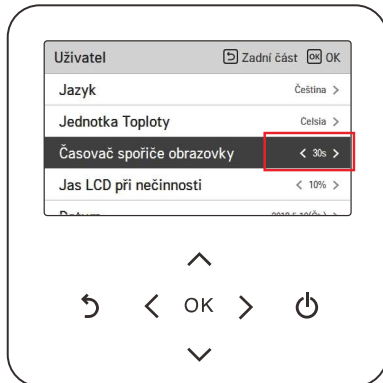 Uživatel Zadní část OK OK
Jazyk Čeština >
Jednotka Toploty Celsia >
Časovač spořiče obrazovky < 30s >
Jas LCD při nečinnosti < 10% >
OK